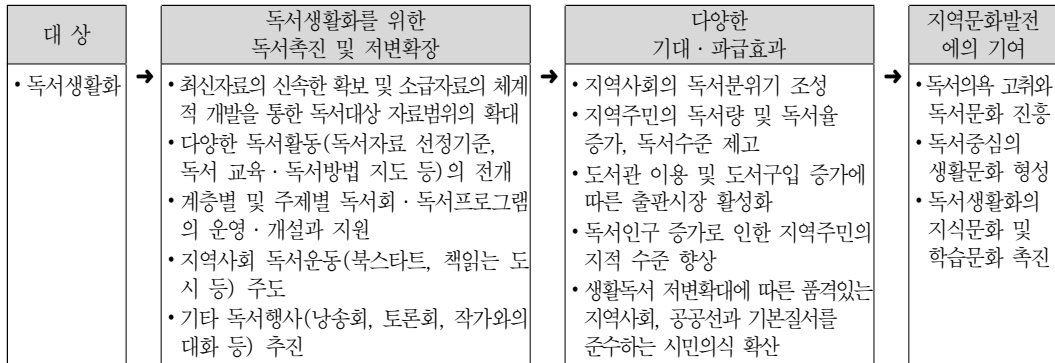 대 상
• 독서생활화
➜
독서생활화를 위한
독서촉진 및 저변확장
• 최신자료의 신속한 확보 및 소급자료의 체계
적 개발을 통한 독서대상 자료범위의 확대
• 다양한 독서활동(독서자료 선정기준,
독서 교육 · 독서방법 지도 등)의 전개
• 계층별 및 주제별 독서회 · 독서프로그램
의 운영 · 개설과 지원
• 지역사회 독서운동(북스타트, 책읽는 도
시 등) 주도
• 기타 독서행사(낭송회, 토론회, 작가와의
대화 등) 추진
➜
다양한
기대 · 파급효과
• 지역사회의 독서분위기 조성
• 지역주민의 독서량 및 독서율
증가, 독서수준 제고
• 도서관 이용 및 도서구입 증가에
따른 출판시장 활성화
• 독서인구 증가로 인한 지역주민의
지적 수준 향상
• 생활독서 저변확대에 따른 품격있는
지역사회, 공공선과 기본질서를
준수하는 시민의식 확산
➜
지역문화발전
에의 기여
• 독서의욕 고취와
독서문화 진흥
• 독서중심의
생활문화 형성
• 독서생활화의
지식문화 및
학습문화 촉진